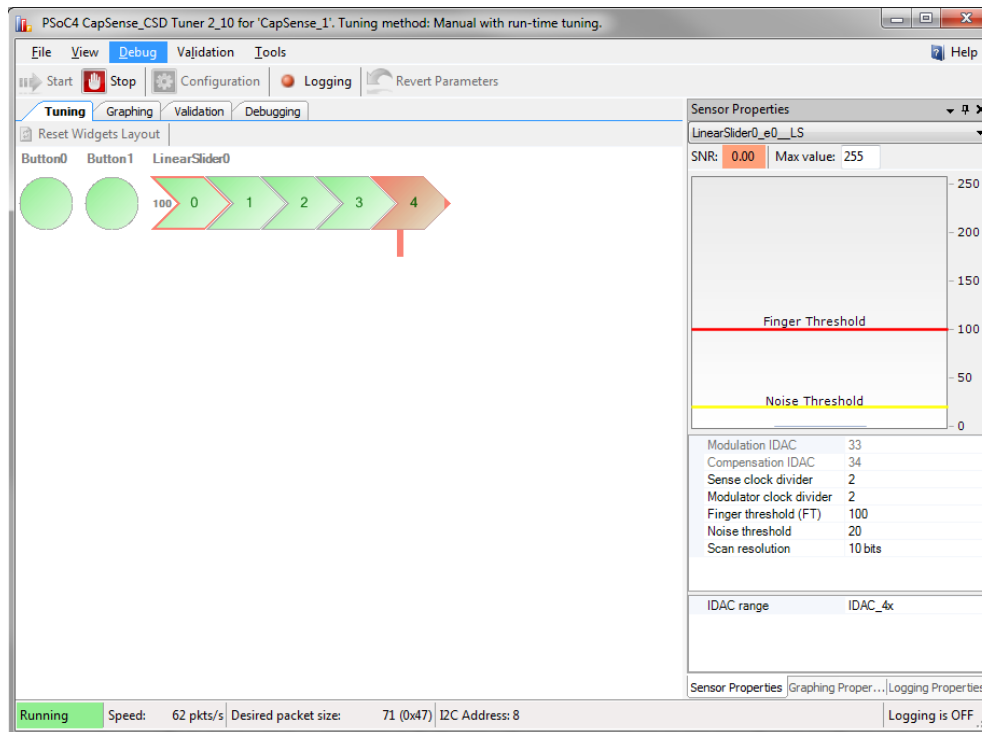 PSoC4 CapSense_CSD Tuner 2_10 for 'CapSense_1'. Tuning method: Manual with run-time tuning.
File View Debug Validation Tools Help
Start Stop Configuration Logging Revert Parameters
Tuning Graphing Validation Debugging
Reset Widgets Layout
Button0 Button1 LinearSlider0
100 0 1 2 3 4
Sensor Properties
LinearSlider0_e0__LS
SNR: 0.00 Max value: 255
250
200
150
Finger Threshold
100
50
Noise Threshold
0
Modulation IDAC 33
Compensation IDAC 34
Sense clock divider 2
Modulator clock divider 2
Finger threshold (FT) 100
Noise threshold 20
Scan resolution 10 bits
IDAC range IDAC_4x
Sensor Properties Graphing Proper... Logging Properties
Running Speed: 62 pkts/s Desired packet size: 71 (0x47) I2C Address: 8 Logging is OFF